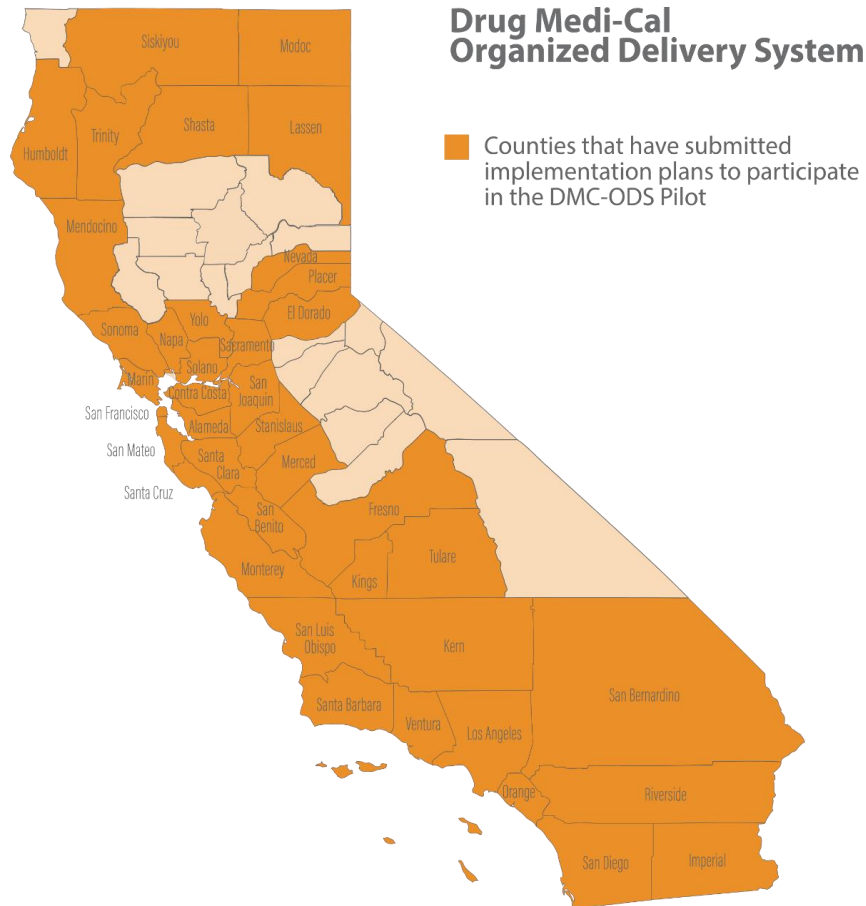 Drug Medi-Cal
Organized Delivery System
Counties that have submitted
implementation plans to participate
in the DMC-ODS Pilot
Siskiyou
Modoc
Humboldt
Trinity
Shasta
Lassen
Mendocino
Nevada
Placer
El Dorado
Yolo
Sonoma
Napa
Sacramento
Solano
Marin
Contra Costa
San
Joaquin
San Francisco
Alameda
Stanislaus
San Mateo
Santa
Clara
Merced
Santa Cruz
San
Benito
Fresno
Monterey
Kings
Tulare
San Luis
Obispo
Kern
Santa Barbara
Ventura
Los Angeles
San Bernardino
Orange
Riverside
San Diego
Imperial